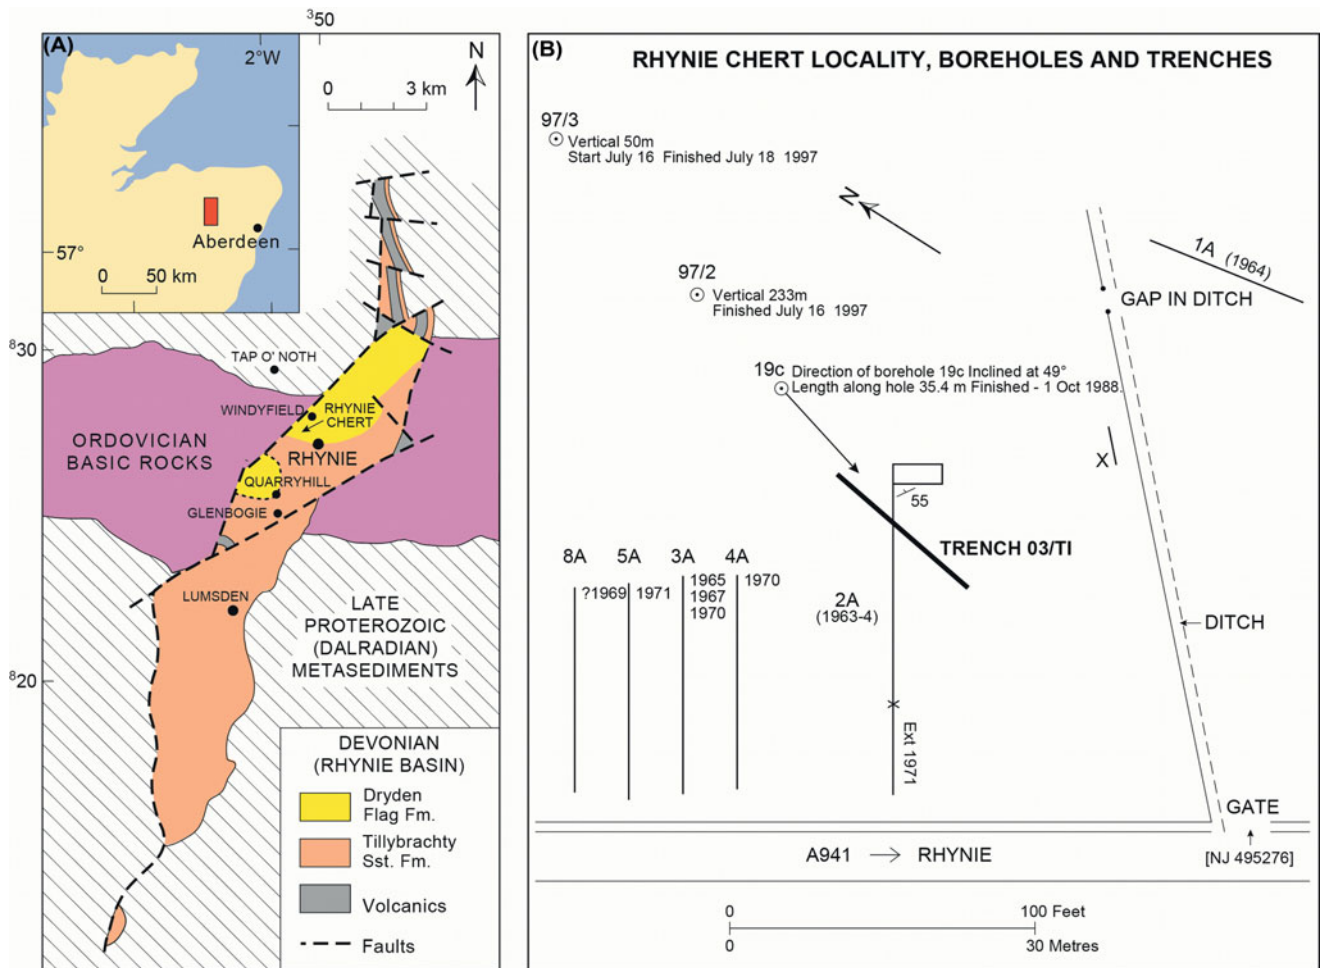 (A)
³50
2°W
N
0 3 km
Aberdeen
57°
0 50 km
⁸30
TAP O' NOTH
WINDYFIELD
RHYNIE
CHERT
ORDOVICIAN
BASIC ROCKS
RHYNIE
QUARRYHILL
GLENBOGIE
LUMSDEN
LATE
PROTEROZOIC
(DALRADIAN)
METASEDIMENTS
⁸20
DEVONIAN
(RHYNIE BASIN)
Dryden
Flag Fm.
Tillybrachty
Sst. Fm.
Volcanics
Faults
(B)
RHYNIE CHERT LOCALITY, BOREHOLES AND TRENCHES
97/3
Vertical 50m
Start July 16 Finished July 18 1997
N
1A (1964)
97/2
Vertical 233m
Finished July 16 1997
GAP IN DITCH
19c Direction of borehole 19c Inclined at 49°
Length along hole 35.4 m Finished - 1 Oct 1988.
X
55
TRENCH 03/TI
8A 5A 3A 4A
?1969 1971 1965 1970
1967
1970
2A
(1963-4)
DITCH
X
Ext 1971
GATE
A941 → RHYNIE
[NJ 495276]
0 100 Feet
0 30 Metres